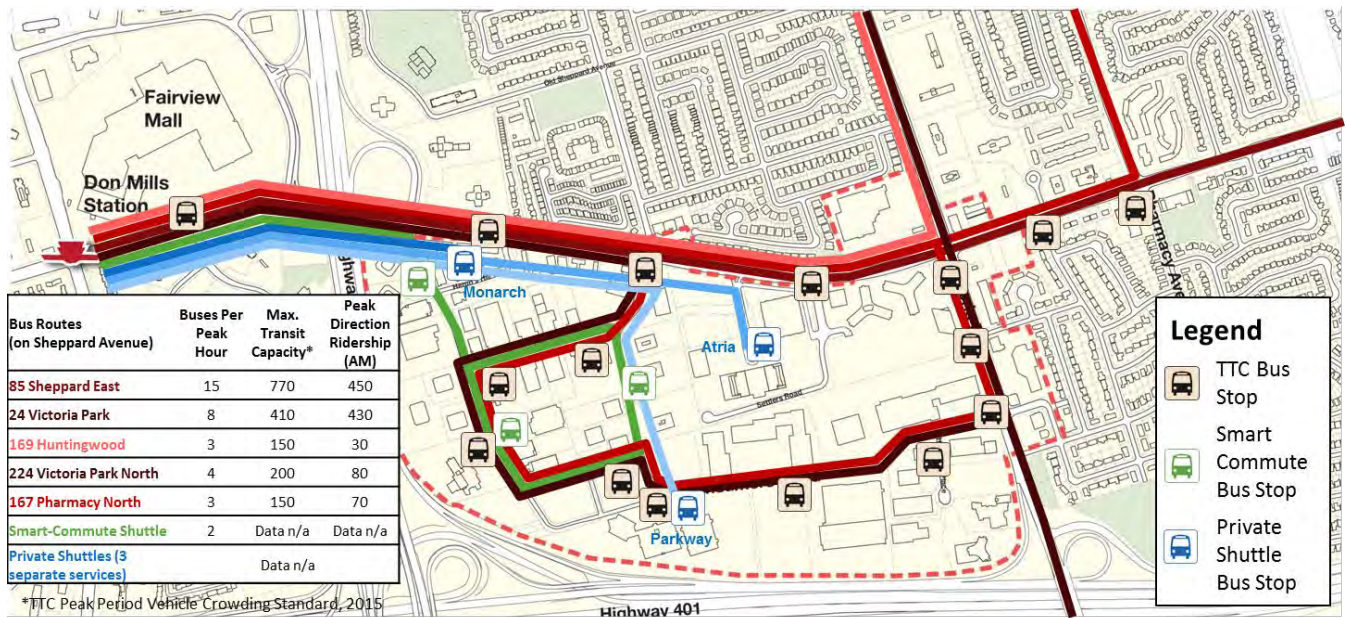 Fairview
Mall
Old Sheppard Avenue
Don Mills
Station
Monarch
Atria
Settlers Road
Parkway
Highway 401
Bus Routes
(on Sheppard Avenue)
Buses Per
Peak
Hour
Max.
Transit
Capacity*
Peak
Direction
Ridership
(AM)
85 Sheppard East 15 770 450
24 Victoria Park 8 410 430
169 Huntingwood 3 150 30
224 Victoria Park North 4 200 80
167 Pharmacy North 3 150 70
Smart-Commute Shuttle 2 Data n/a Data n/a
Private Shuttles (3
separate services) Data n/a
*TTC Peak Period Vehicle Crowding Standard, 2015
Legend
TTC Bus
Stop
Smart
Commute
Bus Stop
Private
Shuttle
Bus Stop